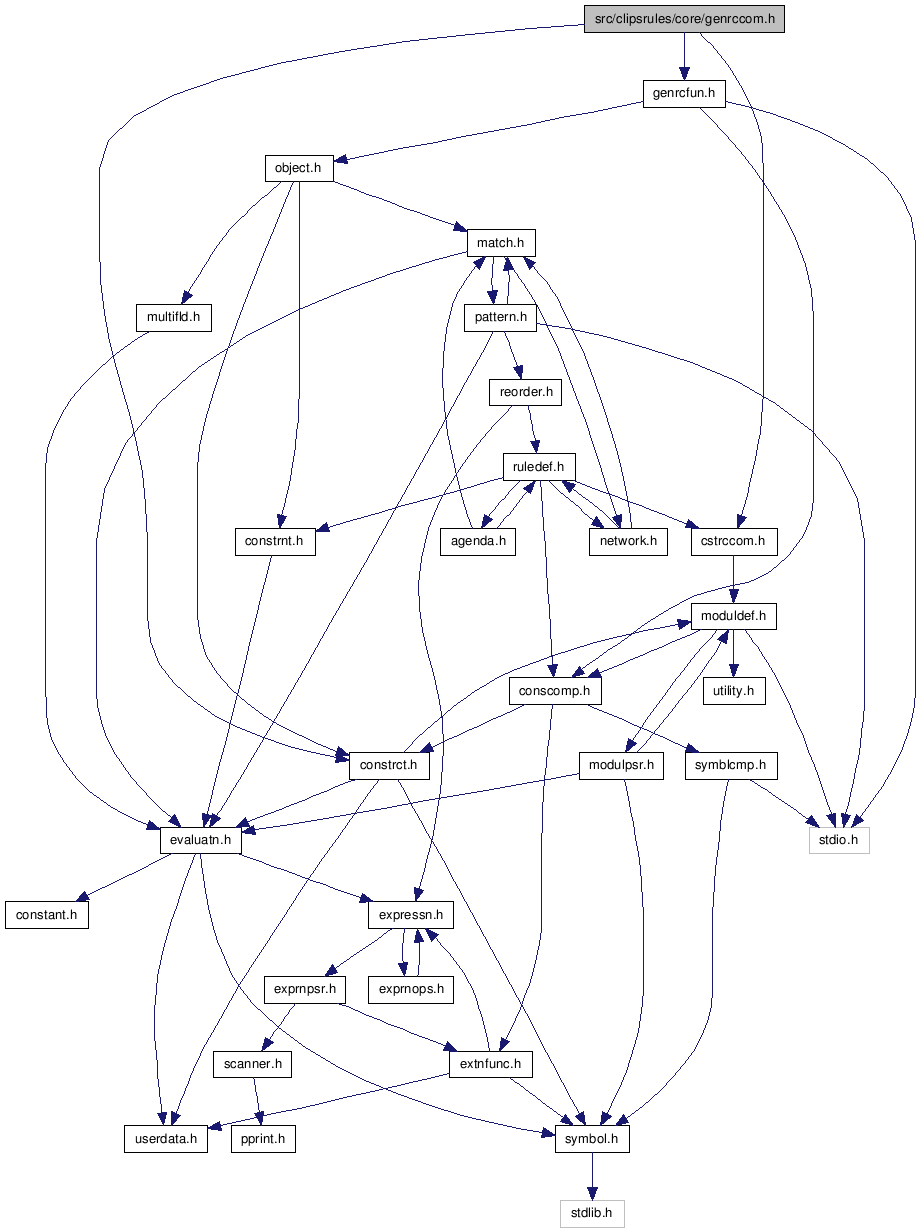 src/clipsrules/core/genrccom.h
genrcfun.h
object.h
match.h
multifld.h
pattern.h
reorder.h
ruledef.h
constrnt.h
agenda.h
network.h
cstrccom.h
moduldef.h
conscomp.h
utility.h
constrct.h
modulpsr.h
symblcmp.h
evaluatn.h
stdio.h
constant.h
expressn.h
exprnpsr.h
exprnops.h
scanner.h
extnfunc.h
userdata.h
pprint.h
symbol.h
stdlib.h